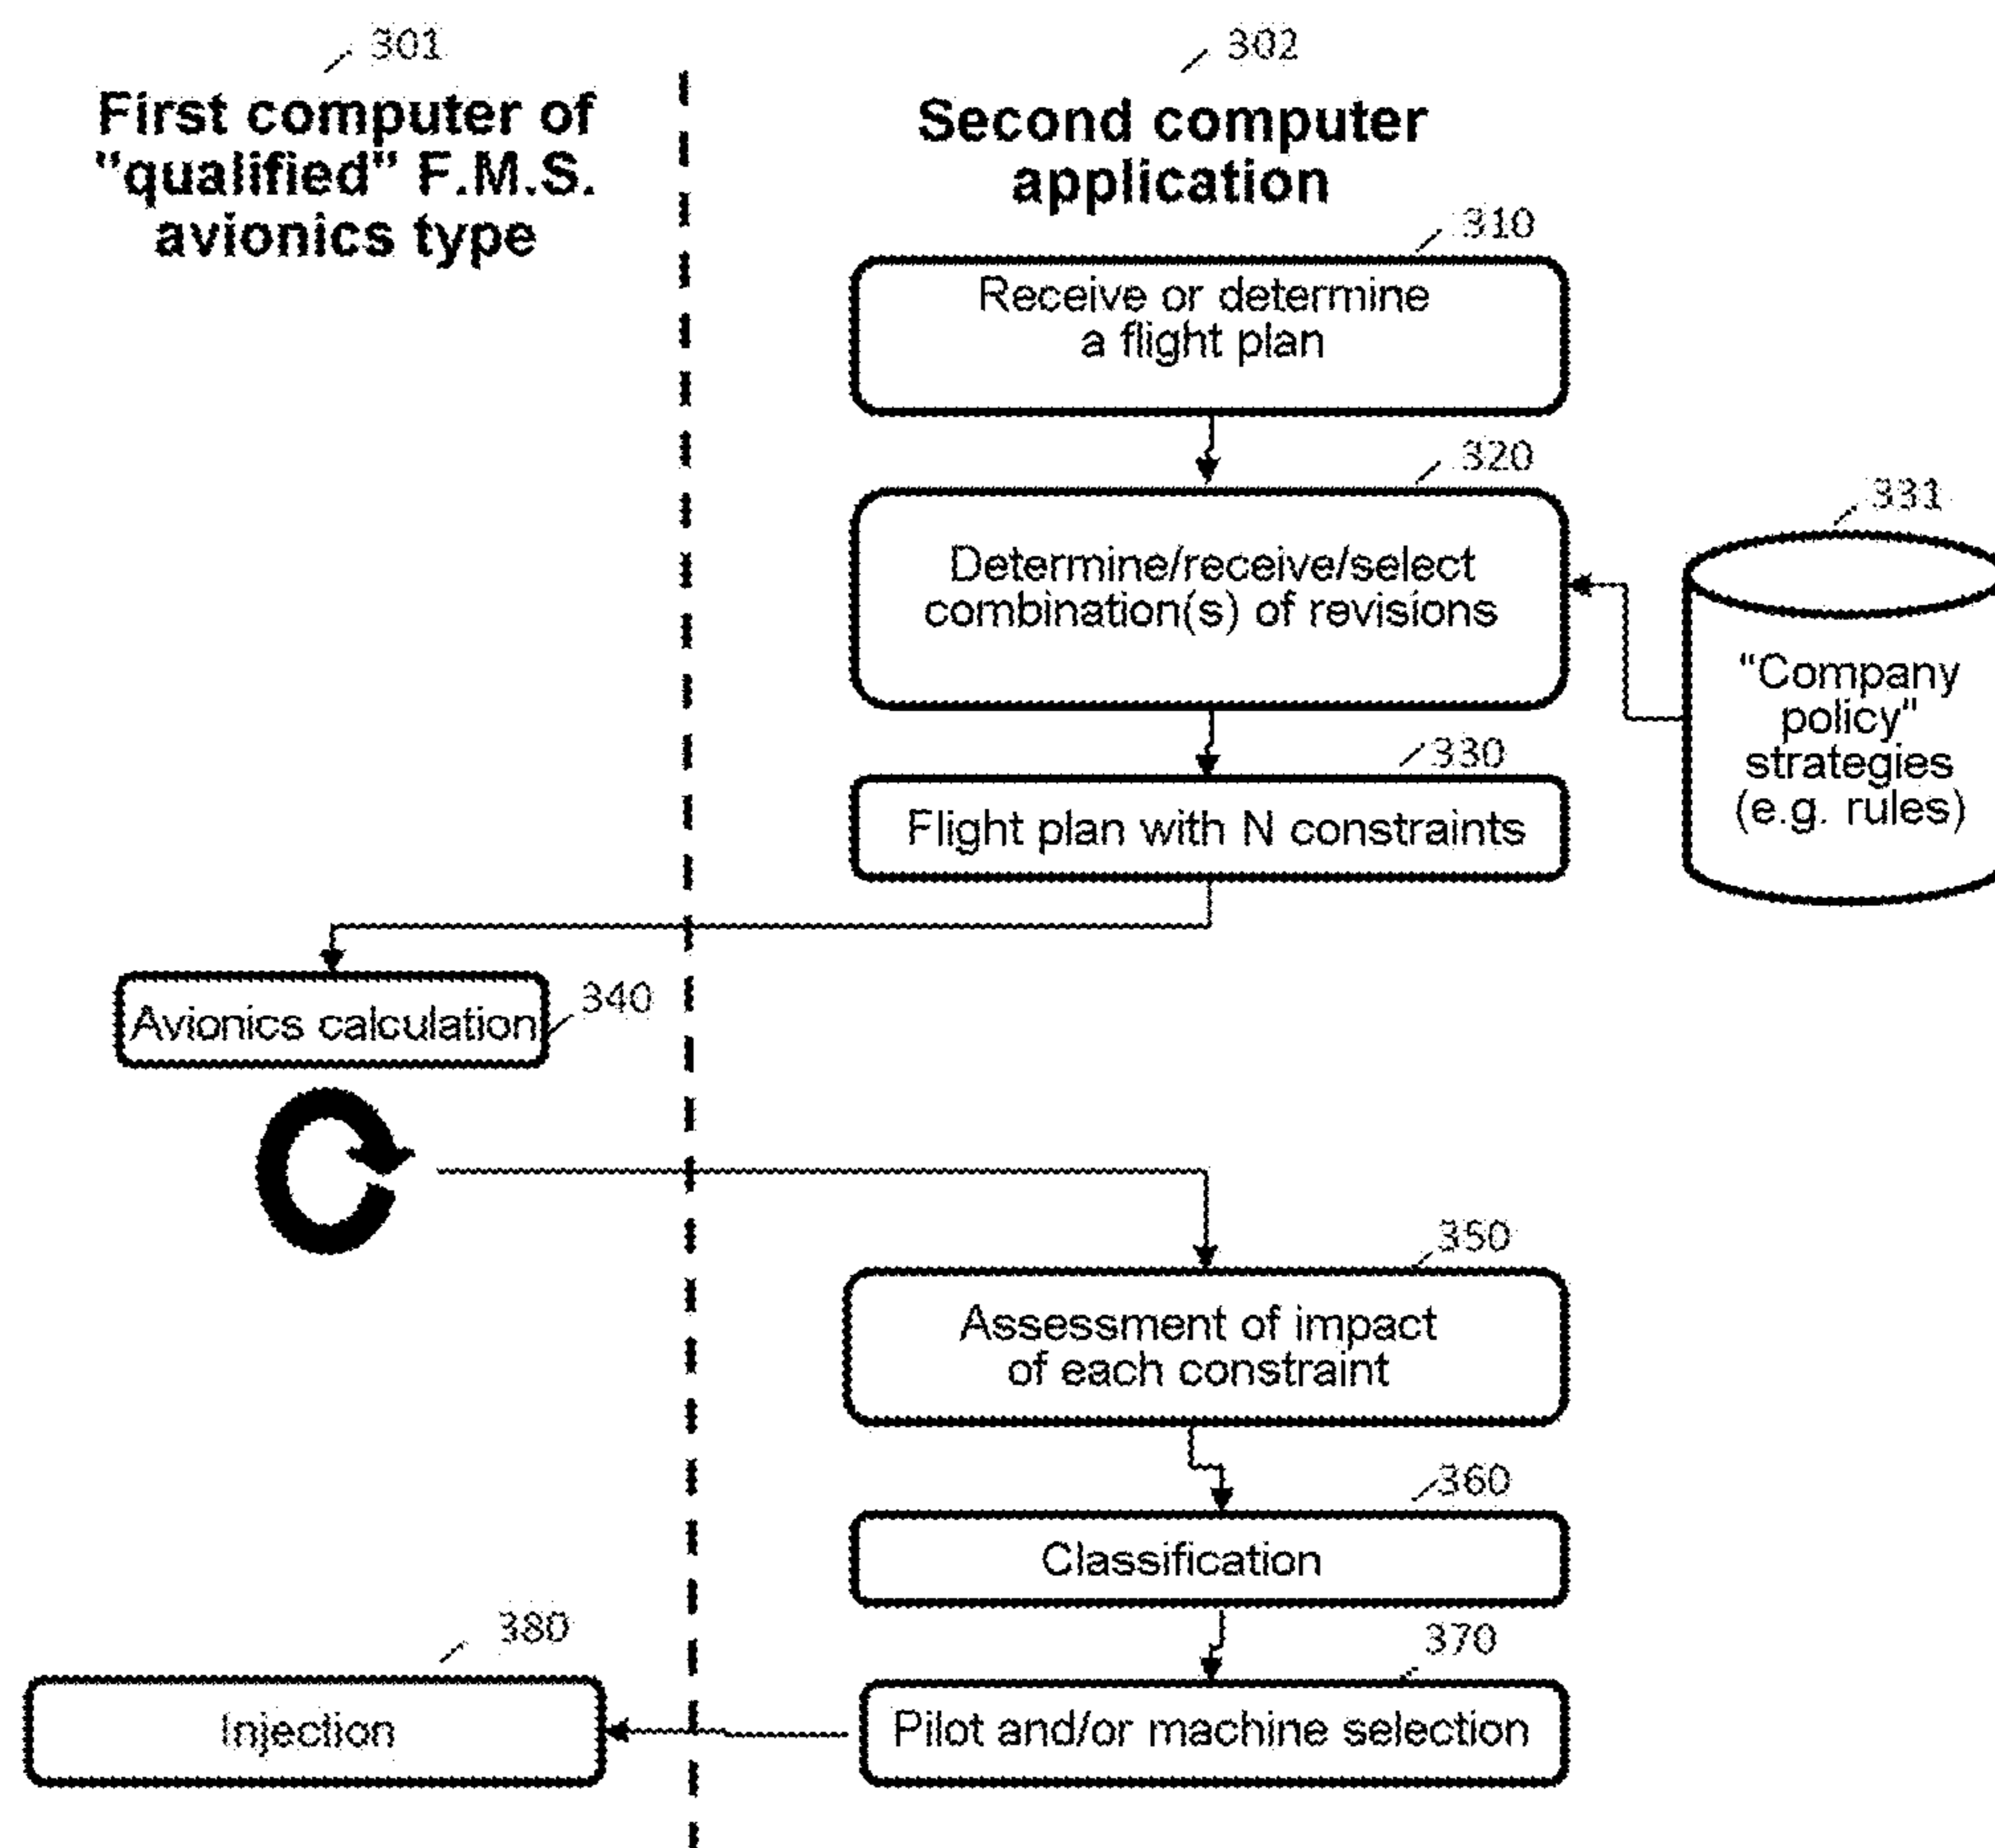 301
First computer of
"qualified" F.M.S.
avionics type
302
Second computer
application
310
Receive or determine
a flight plan
320
Determine/receive/select
combination(s) of revisions
331
"Company
policy"
strategies
(e.g. rules)
330
Flight plan with N constraints
340
Avionics calculation
350
Assessment of impact
of each constraint
360
Classification
370
Pilot and/or machine selection
380
Injection